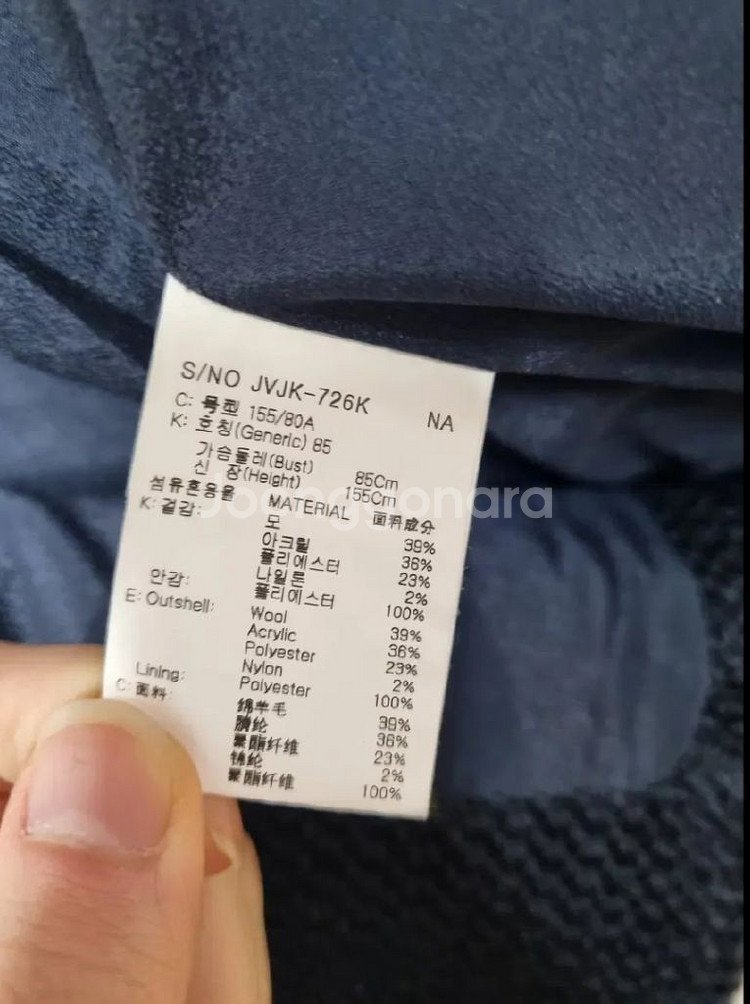 S/NO JVJK-726K NA
C: 号型 155/80A
K: 호칭(Generic) 85
가슴둘레(Bust) 85Cm
신 장(Height) 155Cm
섬유혼용율 MATERIAL 面料成分
K: 겉감: 모 39%
아크릴 36%
폴리에스터 23%
나일론 2%
안감: 폴리에스터 100%
E: Outshell: Wool 39%
Acrylic 36%
Polyester 23%
Nylon 2%
Lining: Polyester 100%
C: 面料: 绵羊毛 39%
腈纶 36%
聚酯纤维 23%
锦纶 2%
聚酯纤维 100%
Joonggonara